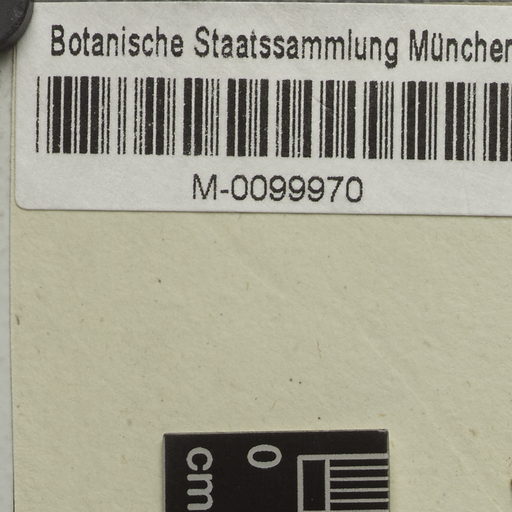 Botanische Staatssammlung München
M-0099970
0
cm